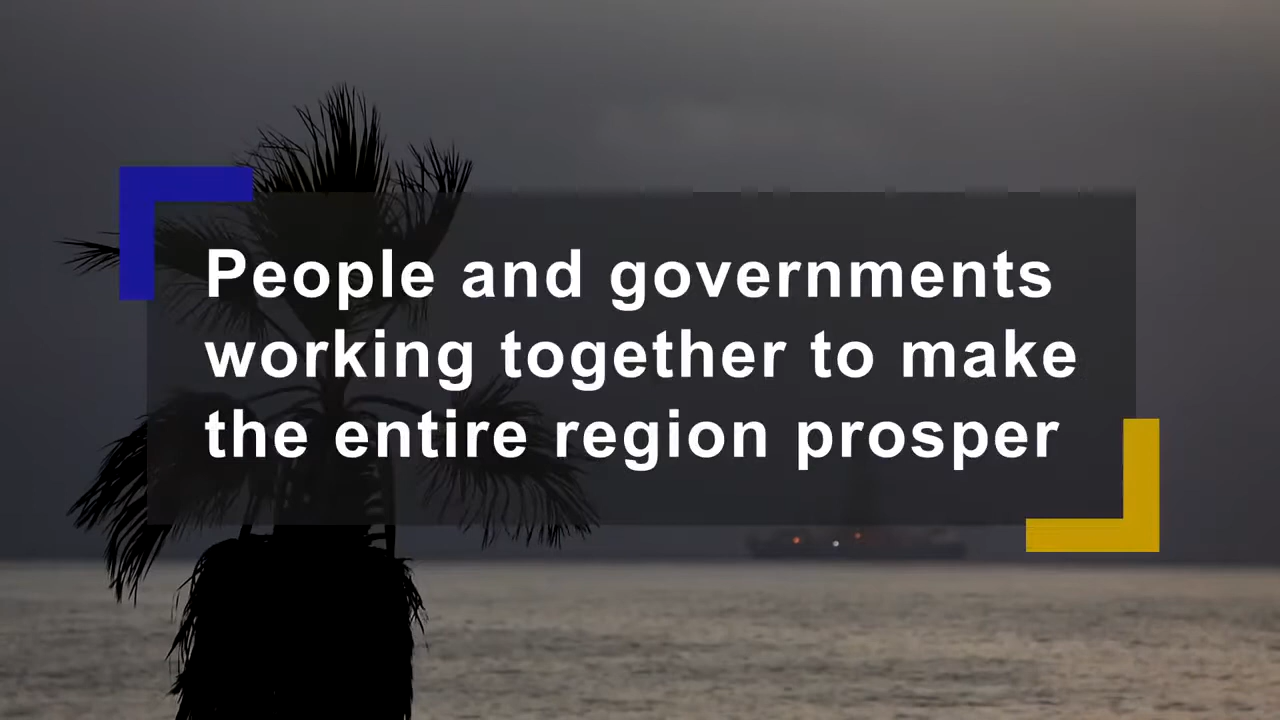 People and governments
working together to make
the entire region prosper